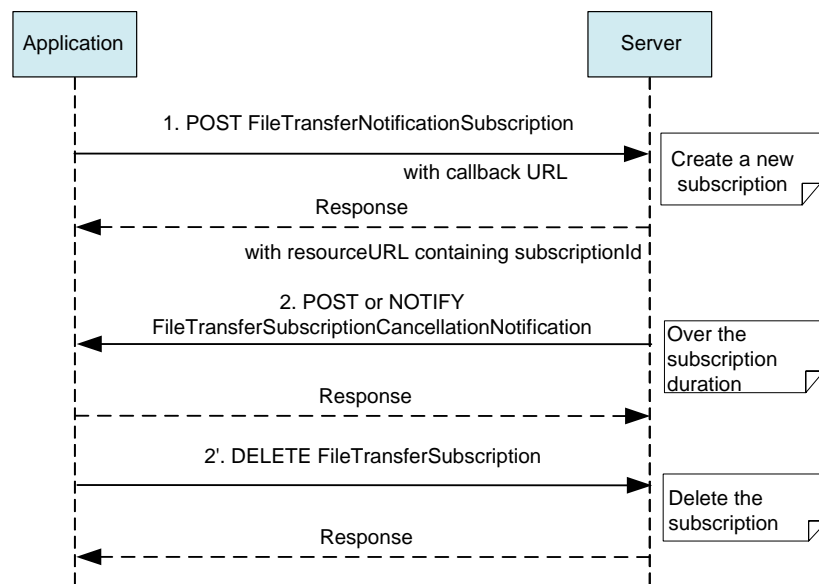 Application
Server
1. POST FileTransferNotificationSubscription
with callback URL
Create a new
subscription
Response
with resourceURL containing subscriptionId
2. POST or NOTIFY
FileTransferSubscriptionCancellationNotification
Over the
subscription
duration
Response
2'. DELETE FileTransferSubscription
Delete the
subscription
Response